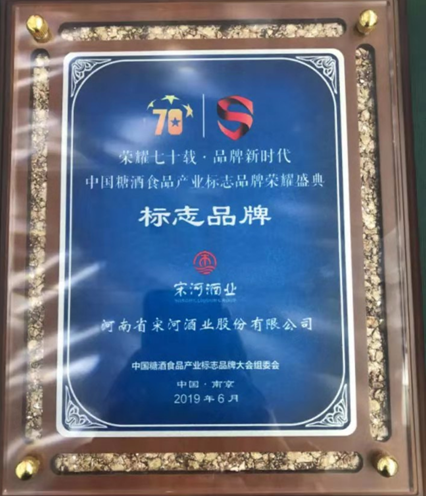 70
荣耀七十载·品牌新时代
中国糖酒食品产业标志品牌荣耀盛典
标志品牌
宋河酒业
河南省宋河酒业股份有限公司
中国糖酒食品产业标志品牌大会组委会
中国·南京
2019年6月